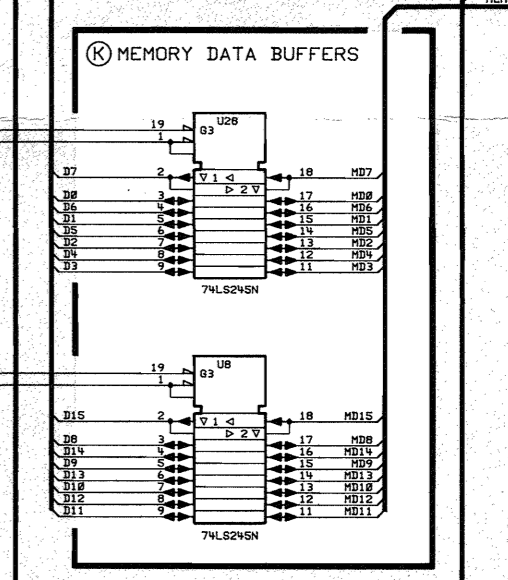 K MEMORY DATA BUFFERS
U28
19 G3
1
D7 2 1 18 MD7
2
DØ 3 17 MDØ
D6 4 16 MD6
D1 5 15 MD1
D5 6 14 MD5
D2 7 13 MD2
D4 8 12 MD4
D3 9 11 MD3
74LS245N
U8
19 G3
1
D15 2 1 18 MD15
2
D8 3 17 MD8
D14 4 16 MD14
D9 5 15 MD9
D13 6 14 MD13
D1Ø 7 13 MD1Ø
D12 8 12 MD12
D11 9 11 MD11
74LS245N